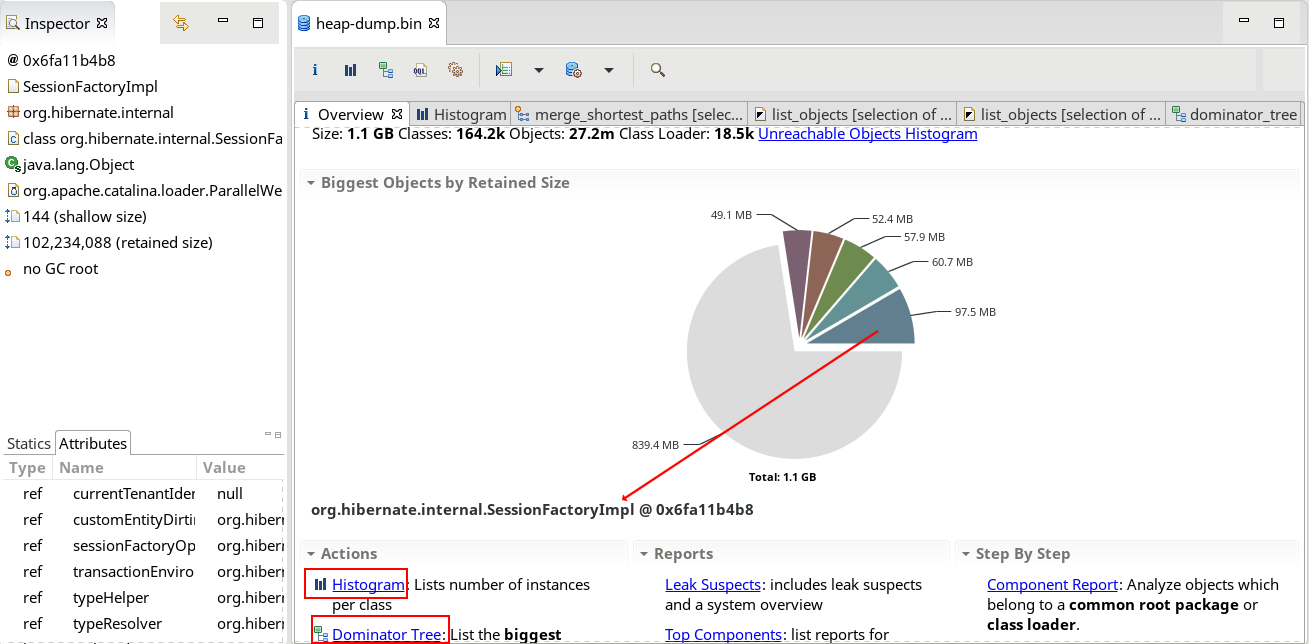 Inspector
@ 0x6fa11b4b8
SessionFactoryImpl
org.hibernate.internal
class org.hibernate.internal.SessionFa
java.lang.Object
org.apache.catalina.loader.ParallelWe
144 (shallow size)
102,234,088 (retained size)
no GC root
Statics Attributes
Type Name Value
ref currentTenantIder null
ref customEntityDirti org.hiber
ref sessionFactoryOp org.hiber
ref transactionEnviro org.hiber
ref typeHelper org.hiber
ref typeResolver org.hiber
heap-dump.bin
OQL
Overview Histogram merge_shortest_paths [selec... list_objects [selection of ... list_objects [selection of ... dominator_tree
Size: 1.1 GB Classes: 164.2k Objects: 27.2m Class Loader: 18.5k Unreachable Objects Histogram
Biggest Objects by Retained Size
49.1 MB
52.4 MB
57.9 MB
60.7 MB
97.5 MB
839.4 MB
Total: 1.1 GB
org.hibernate.internal.SessionFactoryImpl @ 0x6fa11b4b8
Actions
Histogram: Lists number of instances
per class
Dominator Tree: List the biggest
Reports
Leak Suspects: includes leak suspects
and a system overview
Top Components: list reports for
Step By Step
Component Report: Analyze objects which
belong to a common root package or
class loader.